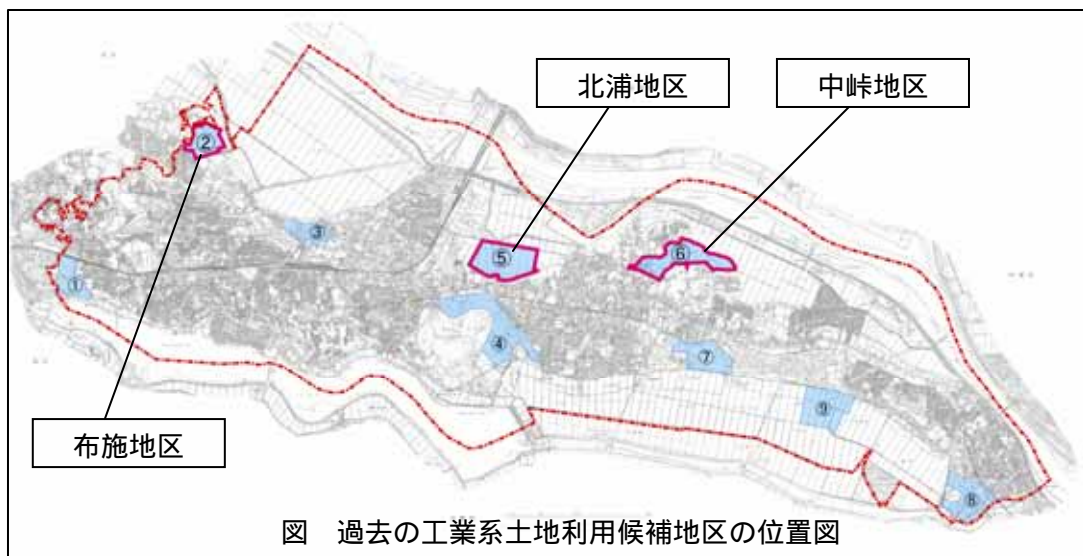 北浦地区
中峠地区
②
③
⑤
⑥
①
④
⑦
⑨
布施地区
⑧
図 過去の工業系土地利用候補地区の位置図